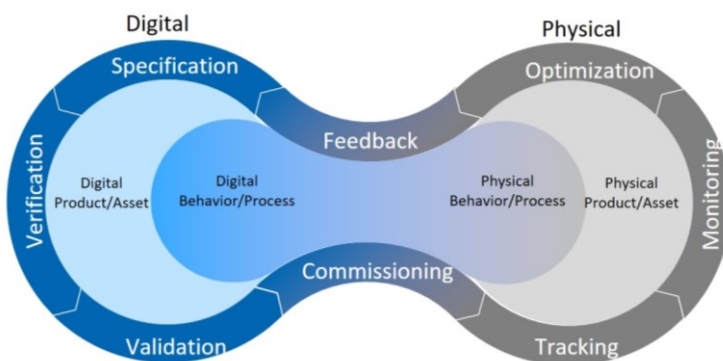 Digital
Physical
Specification
Optimization
Feedback
Verification
Digital
Product/Asset
Digital
Behavior/Process
Physical
Behavior/Process
Physical
Product/Asset
Monitoring
Commissioning
Validation
Tracking